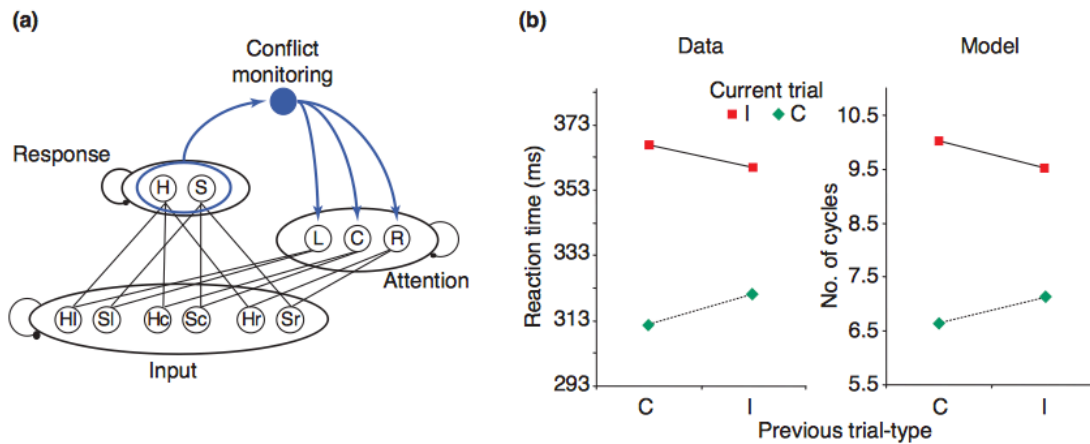 (a)
Conflict
monitoring
Response
H S
L C R
Attention
Hl Sl Hc Sc Hr Sr
Input
(b)
Data
Model
Current trial
I C
Reaction time (ms)
373
353
333
313
293
C I
No. of cycles
10.5
9.5
7.5
6.5
5.5
C I
Previous trial-type